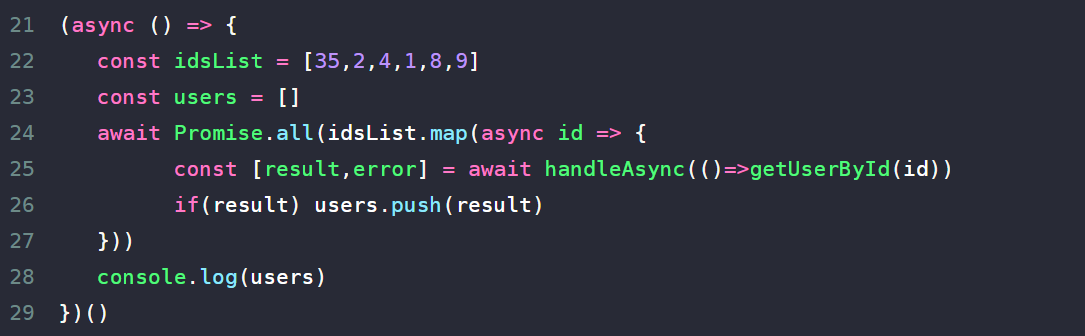 21 (async () => {
22 const idsList = [35,2,4,1,8,9]
23 const users = []
24 await Promise.all(idsList.map(async id => {
25 const [result,error] = await handleAsync(()=>getUserById(id))
26 if(result) users.push(result)
27 }))
28 console.log(users)
29 })()